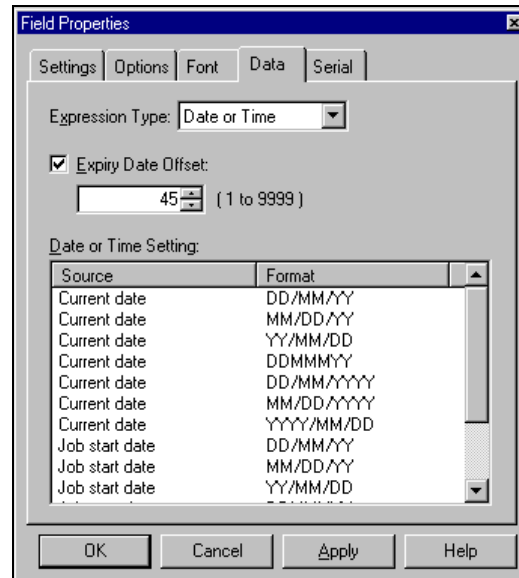 Field Properties
Settings Options Font Data Serial
Expression Type: Date or Time
Expiry Date Offset:
45 ( 1 to 9999 )
Date or Time Setting:
Source Format
Current date DD/MM/YY
Current date MM/DD/YY
Current date YY/MM/DD
Current date DDMMMYY
Current date DD/MM/YYYY
Current date MM/DD/YYYY
Current date YYYY/MM/DD
Job start date DD/MM/YY
Job start date MM/DD/YY
Job start date YY/MM/DD
OK Cancel Apply Help